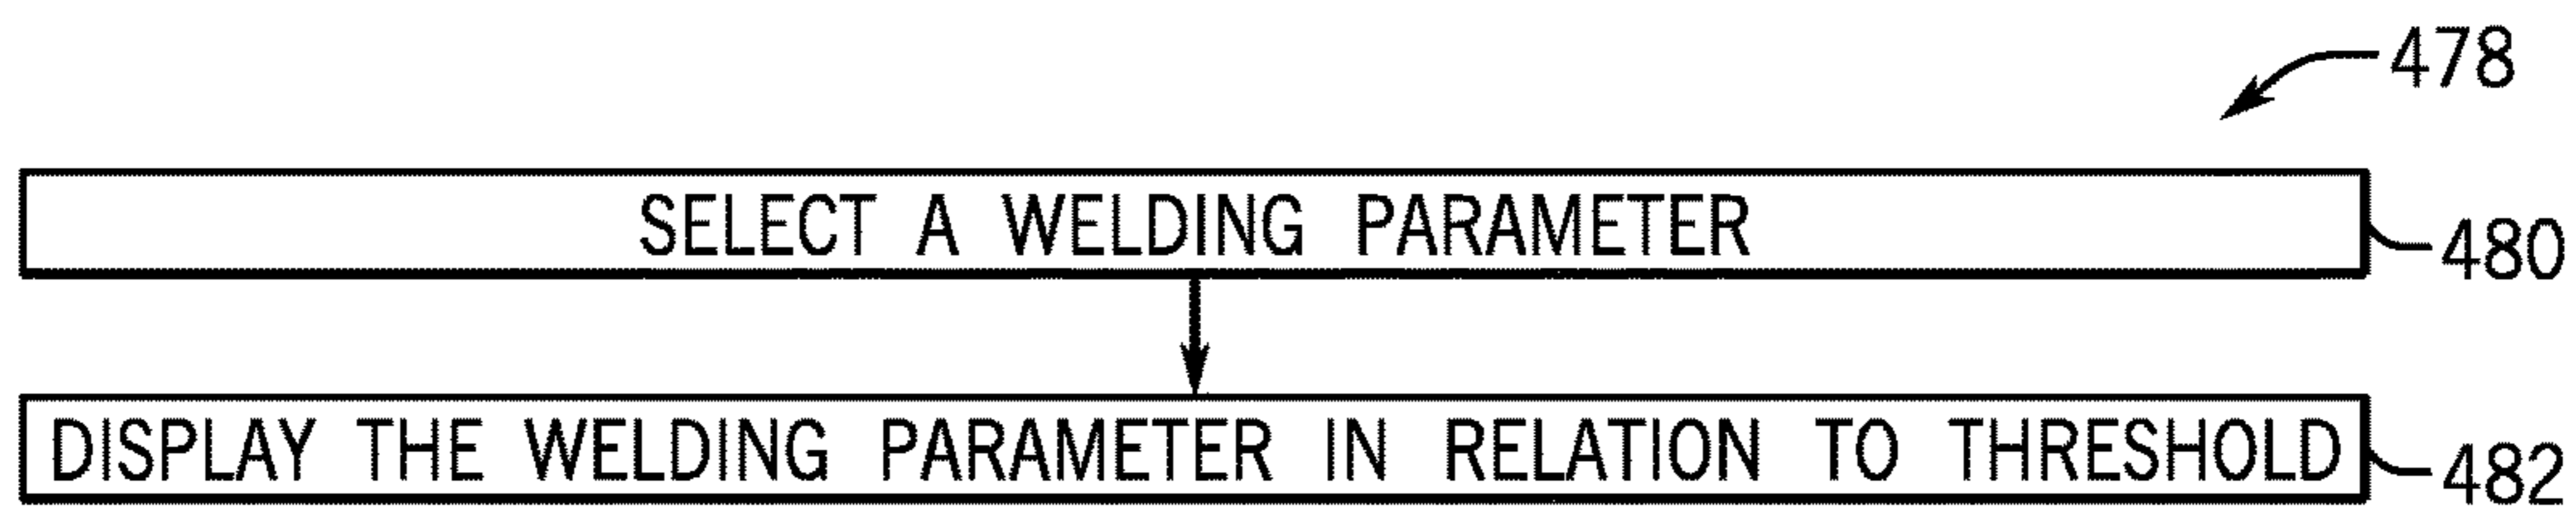 478
SELECT A WELDING PARAMETER
480
DISPLAY THE WELDING PARAMETER IN RELATION TO THRESHOLD
482